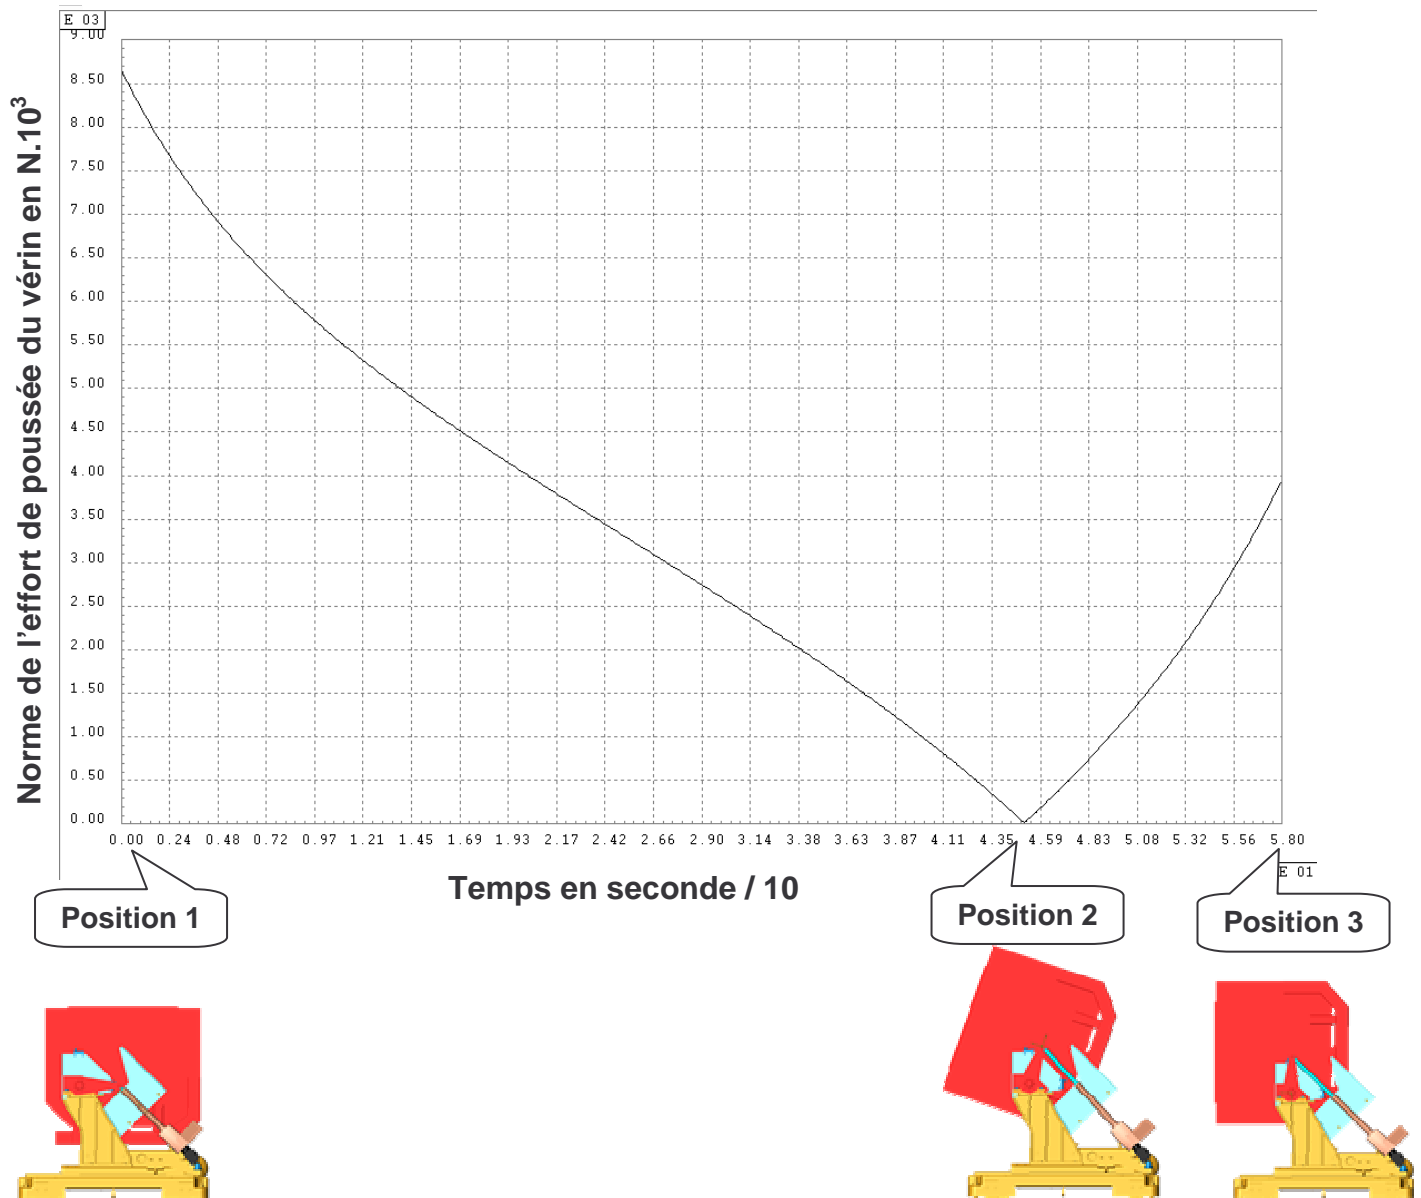 E 03
9.00
8.50
8.00
7.50
7.00
6.50
6.00
5.50
5.00
4.50
4.00
3.50
3.00
2.50
2.00
1.50
1.00
0.50
0.00
Norme de l'effort de poussée du vérin en N.10³
0.00 0.24 0.48 0.72 0.97 1.21 1.45 1.69 1.93 2.17 2.42 2.66 2.90 3.14 3.38 3.63 3.87 4.11 4.35 4.59 4.83 5.08 5.32 5.56 5.80
E 01
Temps en seconde / 10
Position 1
Position 2
Position 3